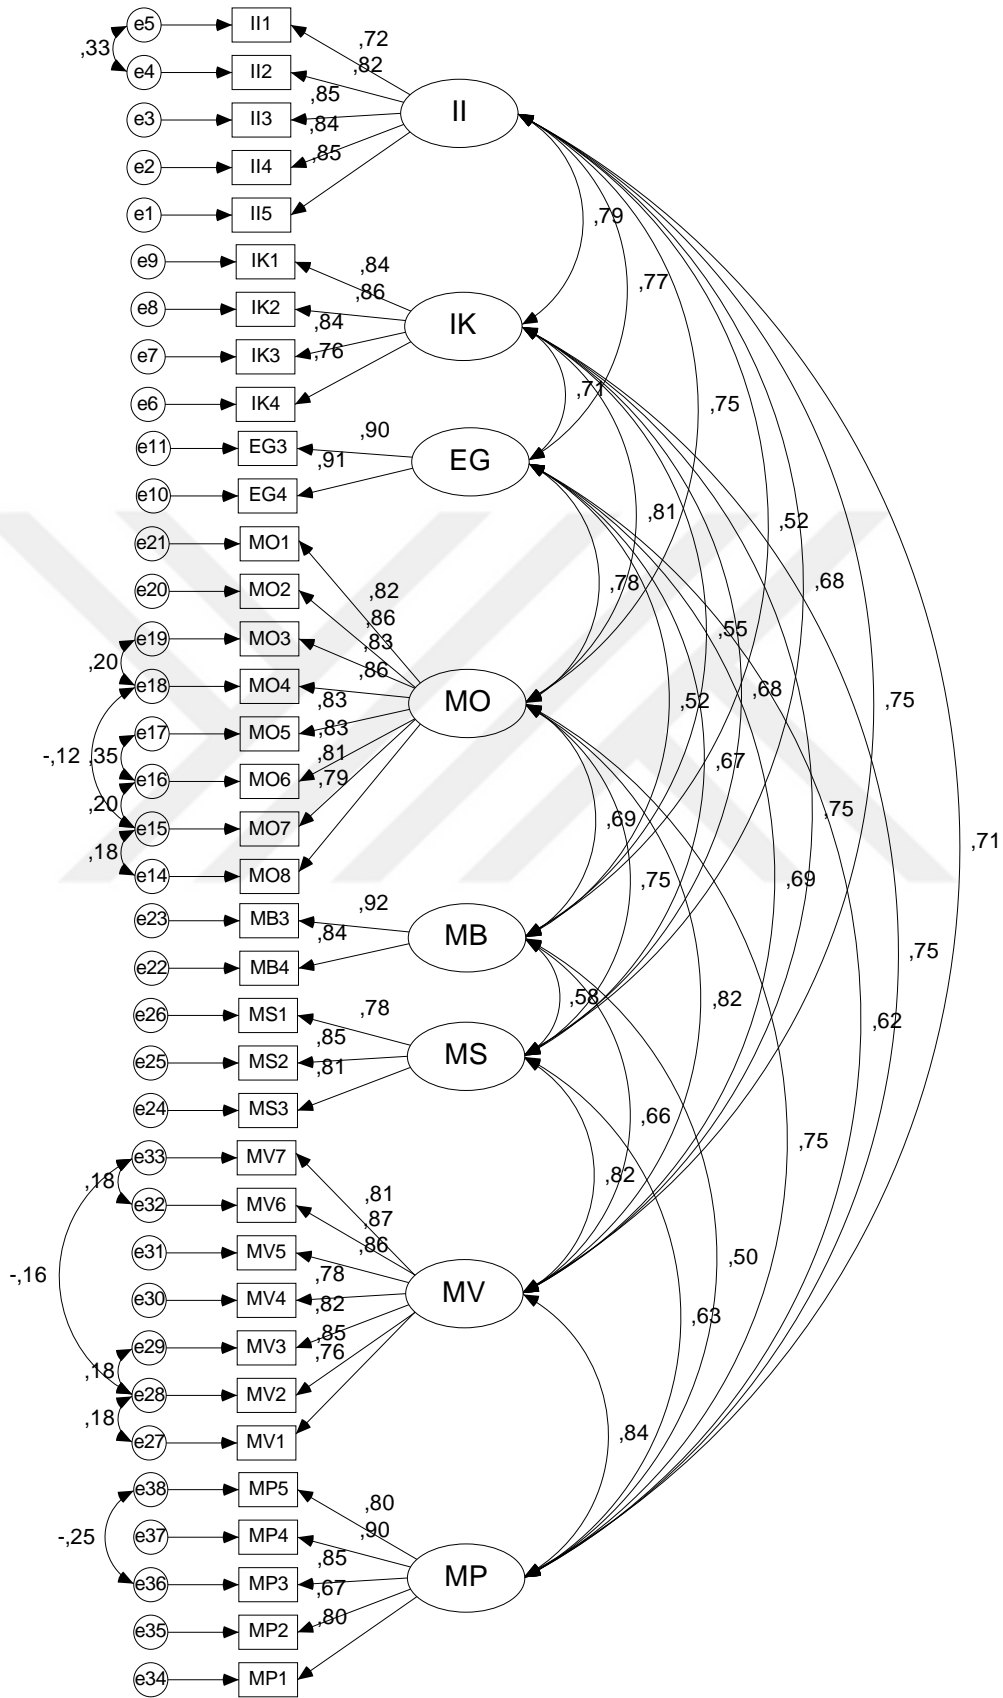 e5 II1 ,72
,33
e4 II2 ,82
II
e3 II3 ,85
e2 II4 ,84
,85
e1 II5 ,79
e9 IK1 ,84
,77
e8 IK2 ,86
IK
e7 IK3 ,84
,76
e6 IK4 ,71 ,75
e11 EG3 ,90
,91 EG
e10 EG4
,81 ,52
e21 MO1
,78 ,68
e20 MO2 ,82
,86
e19 MO3 ,83 ,55
,20
e18 MO4 ,86 MO ,52 ,68 ,75
,83
e17 MO5 ,83
-,12 ,35 ,81 ,67
e16 MO6 ,79
,20 ,75
e15 MO7 ,69
,18 ,71
e14 MO8 ,75 ,69
e23 MB3 ,92
,84 MB
e22 MB4 ,75
,58 ,82
e26 MS1 ,78 ,62
,85
e25 MS2 ,81 MS
e24 MS3 ,66
,75
e33 MV7 ,82
,18 ,81
e32 MV6 ,87
,86
e31 MV5 ,50
-,16 ,78
e30 MV4 ,82 MV
,63
e29 MV3 ,85
,76
,18
e28 MV2
,18 ,84
e27 MV1
e38 MP5 ,80
-,25 ,90
e37 MP4
,85
e36 MP3 ,67 MP
,80
e35 MP2
e34 MP1